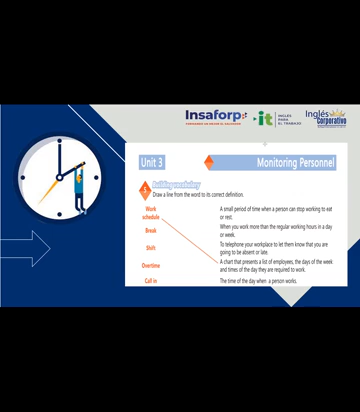 Insaforp
it
INGLÉS
PARA
EL TRABAJO
Inglés
Corporativo
Unit 3
Monitoring Personnel
Building vocabulary
Draw a line from the word to its correct definition.
Work
schedule
A small period of time when a person can stop working to eat
or rest.
Break
When you work more than the regular working hours in a day
or week.
Shift
To telephone your workplace to let them know that you are
going to be absent or late.
Overtime
A chart that presents a list of employees, the days of the week
and times of the day they are required to work.
Call in
The time of the day when a person works.